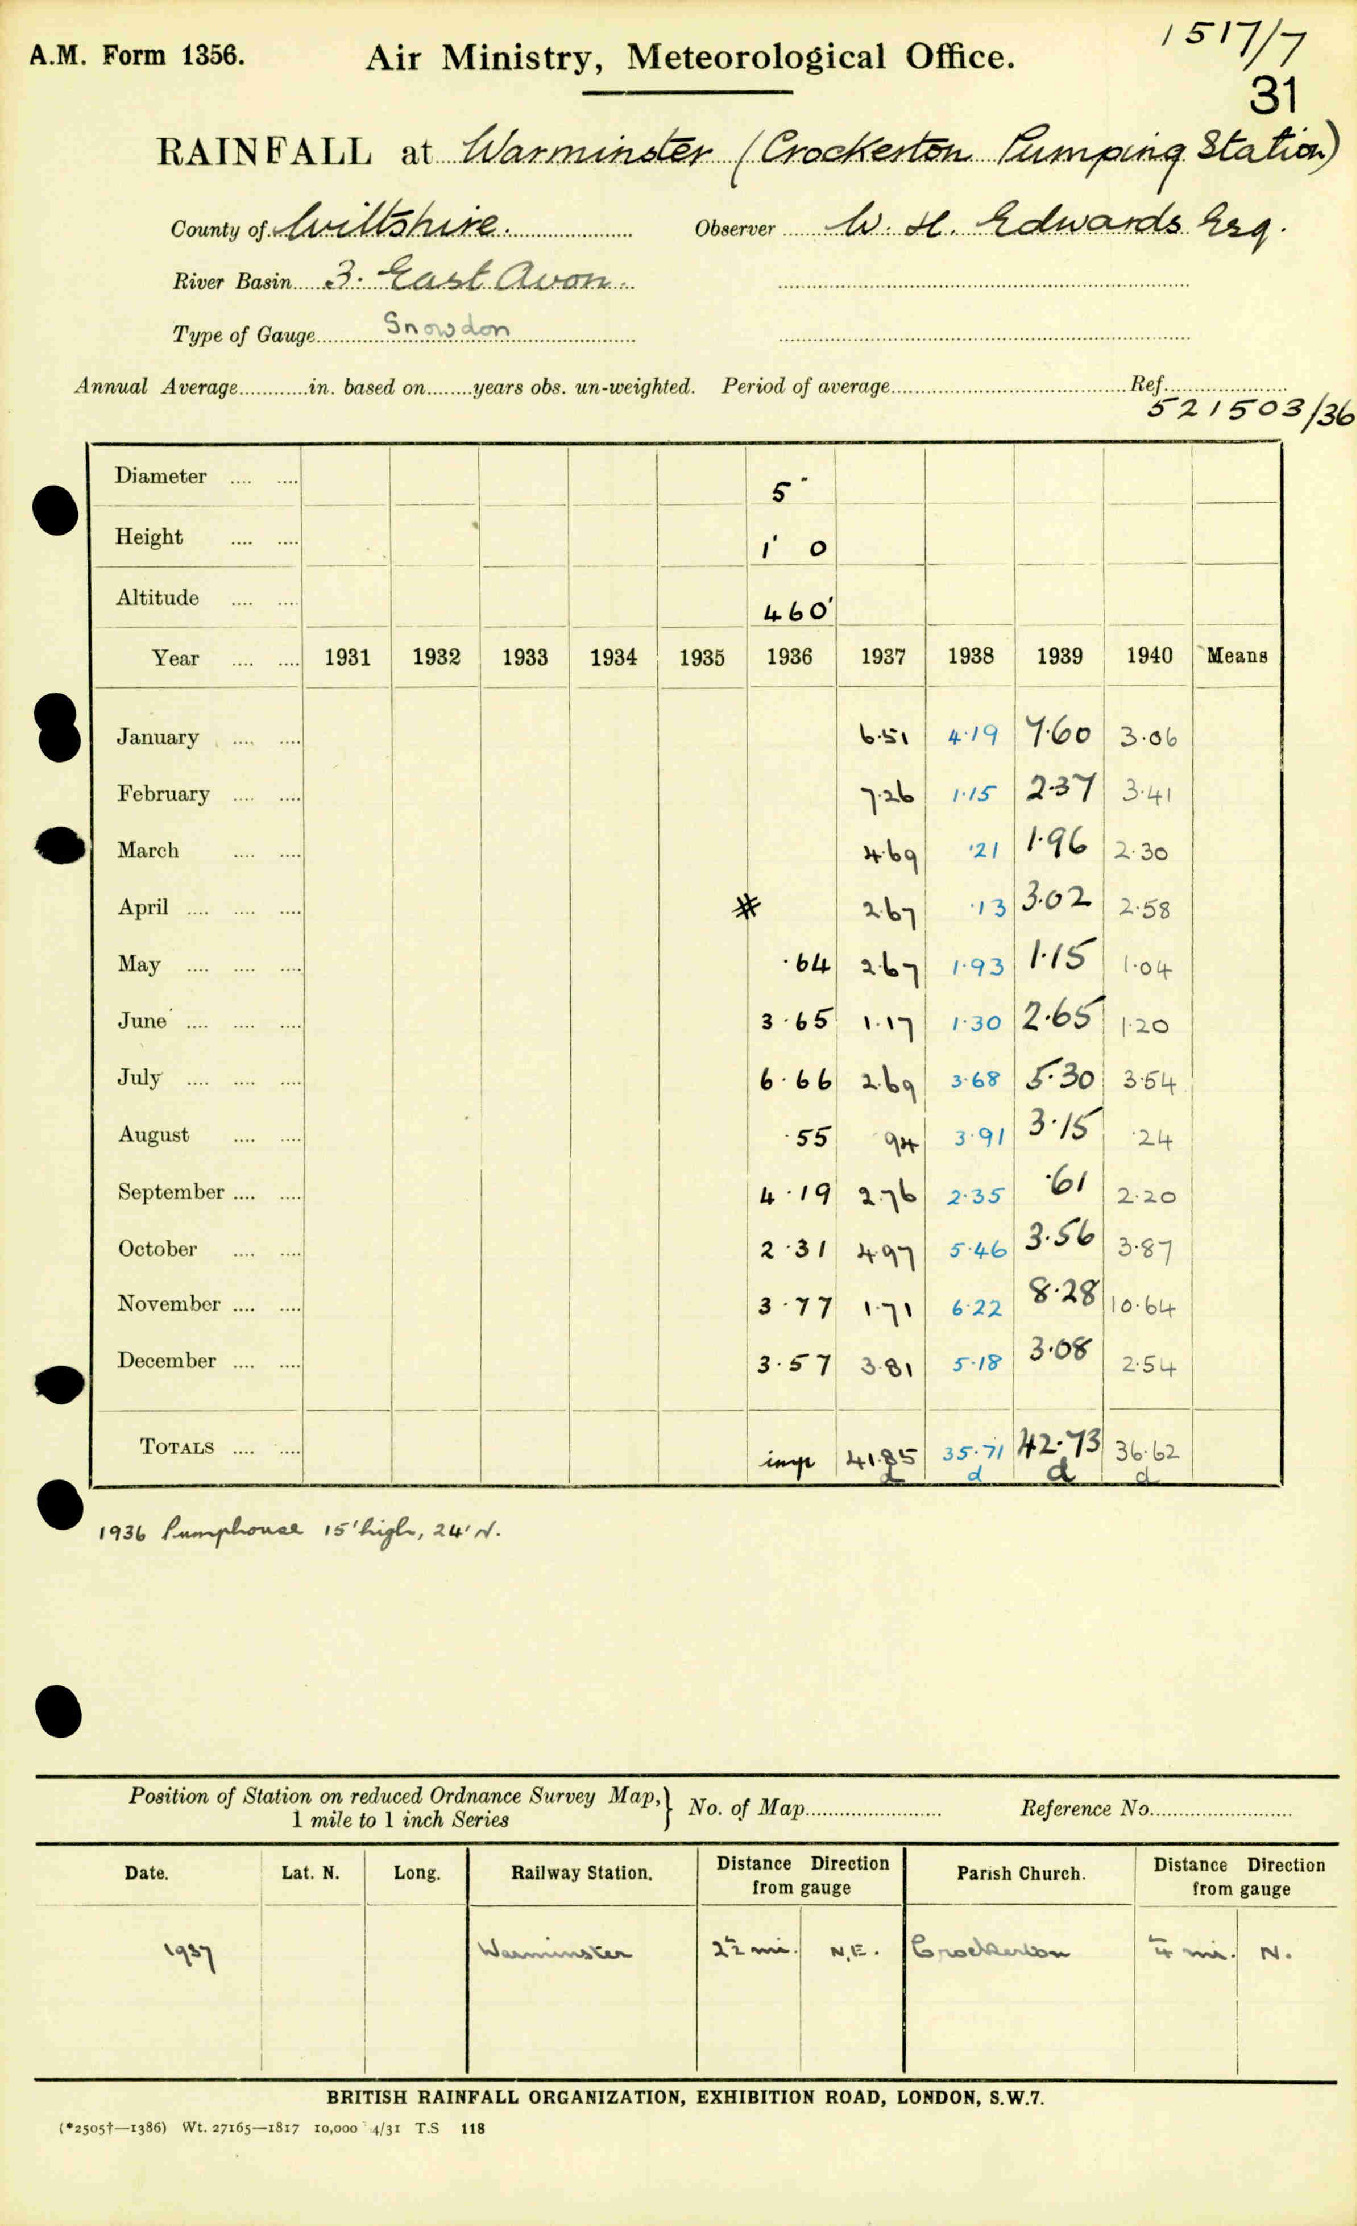 1517/7
A.M. Form 1356. Air Ministry, Meteorological Office.
31
RAINFALL at Warminster (Crockerton Pumping Station)
County of Wiltshire. Observer W. H. Edwards Esq.
River Basin 3. East Avon.
Type of Gauge Snowdon
Annual Average in. based on years obs. un-weighted. Period of average Ref.
521503/36
Diameter 5"
Height 1' 0
Altitude 460'
Year 1931 1932 1933 1934 1935 1936 1937 1938 1939 1940 Means
January 6.51 4.19 7.60 3.06
February 7.26 1.15 2.37 3.41
March 4.69 .21 1.96 2.30
April # 2.67 .13 3.02 2.58
May .64 2.67 1.93 1.15 1.04
June 3.65 1.17 1.30 2.65 1.20
July 6.66 2.69 3.68 5.30 3.54
August .55 .94 3.91 3.15 .24
September 4.19 2.76 2.35 .61 2.20
October 2.31 4.97 5.46 3.56 3.87
November 3.77 1.71 6.22 8.28 10.64
December 3.57 3.81 5.18 3.08 2.54
TOTALS imp 41.85 35.71 42.73 36.62
d d d d
1936 Pumphouse 15' high, 24' N.
Position of Station on reduced Ordnance Survey Map,} No. of Map Reference No.
1 mile to 1 inch Series
Date. Lat. N. Long. Railway Station. Distance Direction from gauge Parish Church. Distance Direction from gauge
1937 Warminster mi. N.E. Crockerton mi. N.
BRITISH RAINFALL ORGANIZATION, EXHIBITION ROAD, LONDON, S.W.7.
(*2505†—1386) Wt. 27165—1817 10,000 4/31 T.S 118